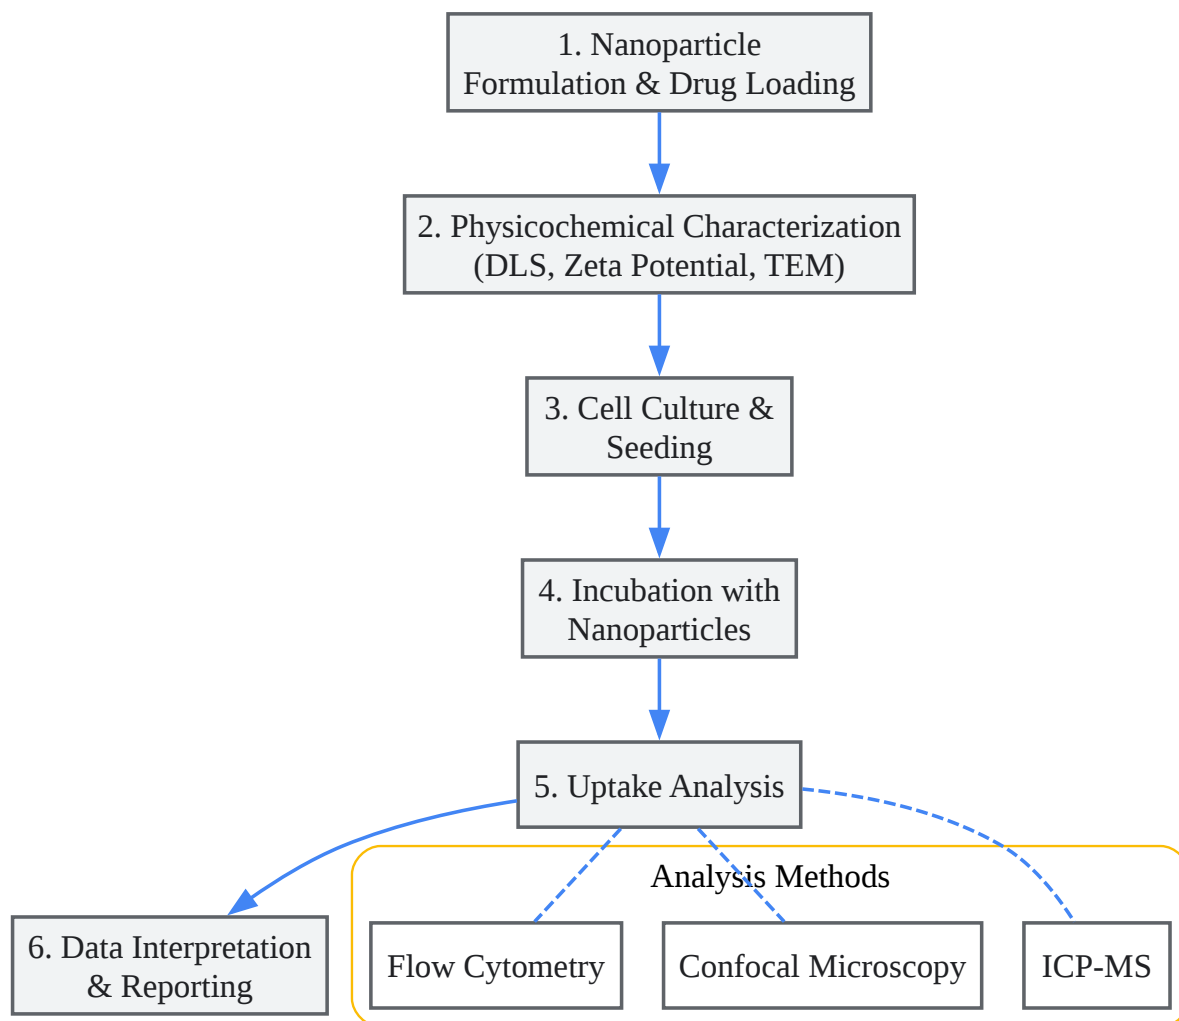 1. Nanoparticle
Formulation & Drug Loading
2. Physicochemical Characterization
(DLS, Zeta Potential, TEM)
3. Cell Culture &
Seeding
4. Incubation with
Nanoparticles
5. Uptake Analysis
Analysis Methods
6. Data Interpretation
& Reporting
Flow Cytometry
Confocal Microscopy
ICP-MS